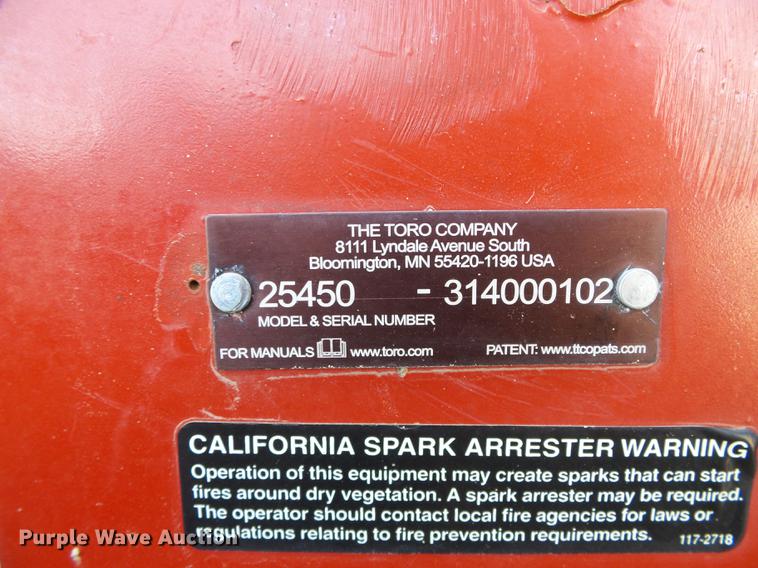 THE TORO COMPANY
8111 Lyndale Avenue South
Bloomington, MN 55420-1196 USA
25450 - 314000102
MODEL & SERIAL NUMBER
FOR MANUALS www.toro.com PATENT: www.ttcopats.com
CALIFORNIA SPARK ARRESTER WARNING
Operation of this equipment may create sparks that can start
fires around dry vegetation. A spark arrester may be required.
The operator should contact local fire agencies for laws or
regulations relating to fire prevention requirements. 117-2718
Purple Wave Auction